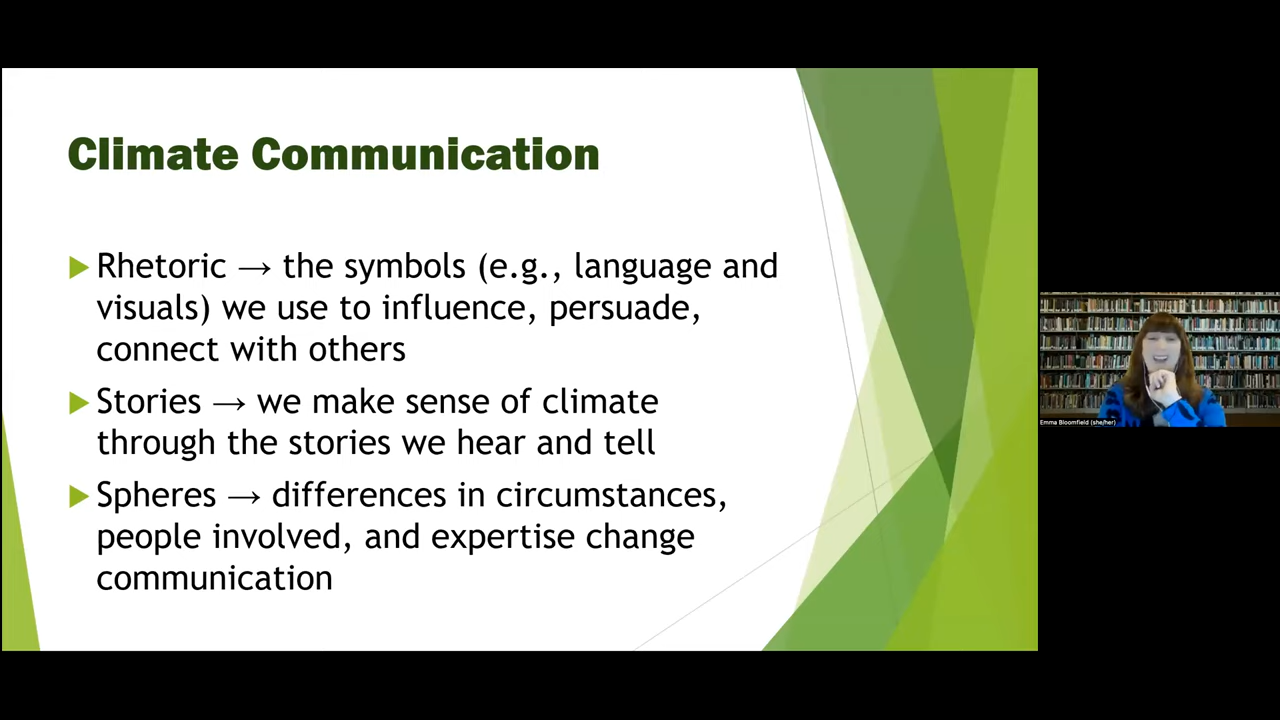 Climate Communication
Rhetoric → the symbols (e.g., language and
visuals) we use to influence, persuade,
connect with others
Stories → we make sense of climate
through the stories we hear and tell
Spheres → differences in circumstances,
people involved, and expertise change
communication
Emma Bloomfield (she/her)